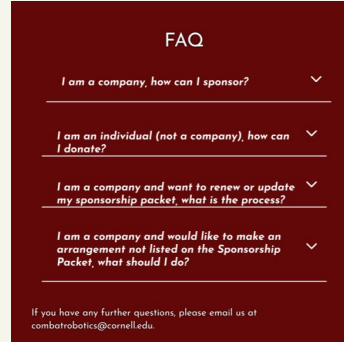 FAQ
I am a company, how can I sponsor?
I am an individual (not a company), how can
I donate?
I am a company and want to renew or update
my sponsorship packet, what is the process?
I am a company and would like to make an
arrangement not listed on the Sponsorship
Packet, what should I do?
If you have any further questions, please email us at
combatrobotics@cornell.edu.